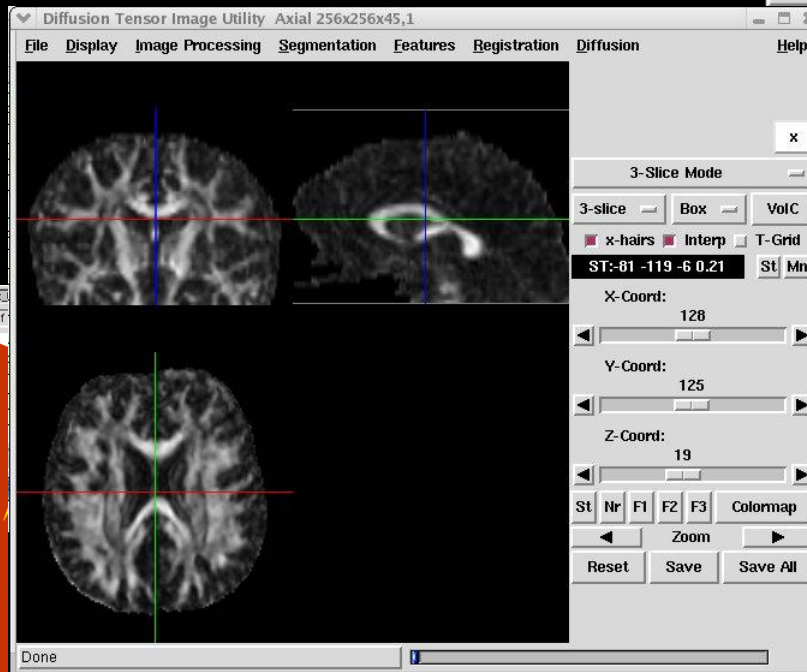 Diffusion Tensor Image Utility Axial 256x256x45,1
File Display Image Processing Segmentation Features Registration Diffusion Help
x
3-Slice Mode
3-slice Box VolC
x-hairs Interp T-Grid
ST:-81 -119 -6 0.21 St Mn
X-Coord:
128
Y-Coord:
125
Z-Coord:
19
St Nr F1 F2 F3 Colormap
Zoom
Reset Save Save All
Done